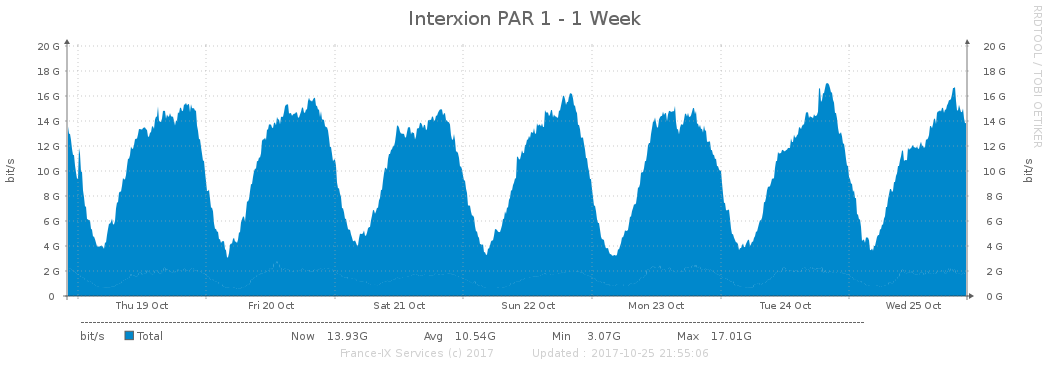 Interxion PAR 1 - 1 Week
RRDTOOL / TOBI OETIKER
bit/s
20 G
18 G
16 G
14 G
12 G
10 G
8 G
6 G
4 G
2 G
0
20 G
18 G
16 G
14 G
12 G
10 G
8 G
6 G
4 G
2 G
0 G
bit/s
Thu 19 Oct Fri 20 Oct Sat 21 Oct Sun 22 Oct Mon 23 Oct Tue 24 Oct Wed 25 Oct
bit/s Total Now 13.93G Avg 10.54G Min 3.07G Max 17.01G
France-IX Services (c) 2017 Updated : 2017-10-25 21:55:06